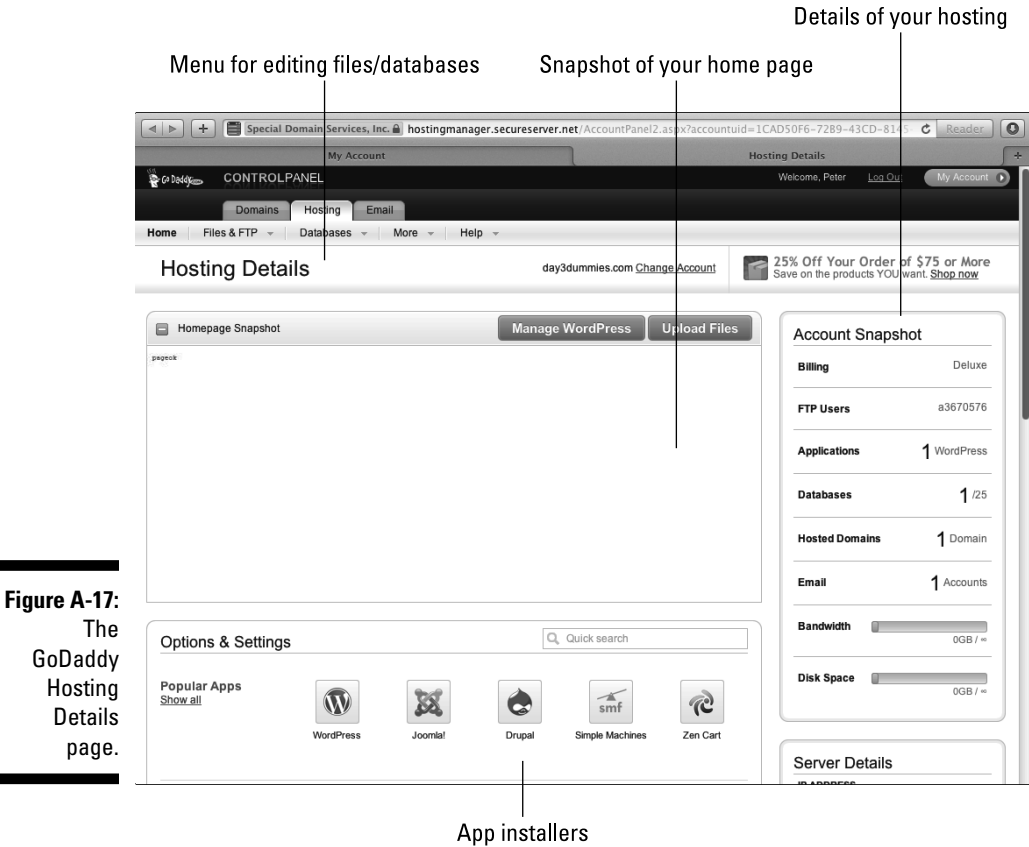 Details of your hosting
Menu for editing files/databases
Snapshot of your home page
Special Domain Services, Inc. hostingmanager.secureserver.net/AccountPanel2.aspx?accountuid=1CAD50F6-72B9-43CD-8145
Reader
My Account
Hosting Details
Go Daddy
CONTROLPANEL
Welcome, Peter
Log Out
My Account
Domains
Hosting
Email
Home
Files & FTP
Databases
More
Help
Hosting Details
day3dummies.com Change Account
25% Off Your Order of $75 or More
Save on the products YOU want. Shop now
Homepage Snapshot
Manage WordPress
Upload Files
pageok
Account Snapshot
Billing Deluxe
FTP Users a3670576
Applications 1 WordPress
Databases 1 /25
Hosted Domains 1 Domain
Email 1 Accounts
Bandwidth
0GB / ∞
Disk Space
0GB / ∞
Options & Settings
Quick search
Popular Apps
Show all
smf
WordPress
Joomla!
Drupal
Simple Machines
Zen Cart
Server Details
IP ADDRESS
App installers
Figure A-17:
The
GoDaddy
Hosting
Details
page.